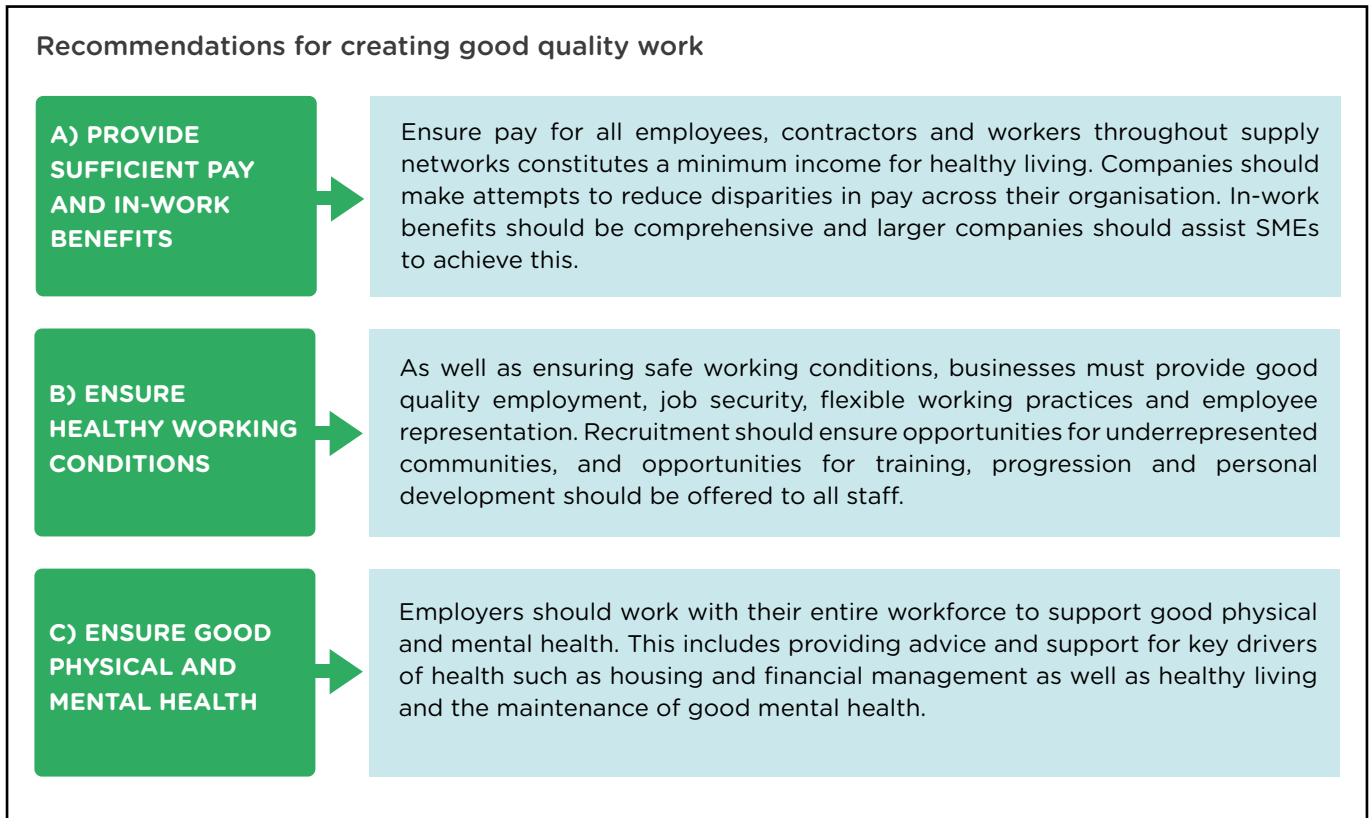 Recommendations for creating good quality work
A) PROVIDE
SUFFICIENT PAY
AND IN-WORK
BENEFITS
Ensure pay for all employees, contractors and workers throughout supply
networks constitutes a minimum income for healthy living. Companies should
make attempts to reduce disparities in pay across their organisation. In-work
benefits should be comprehensive and larger companies should assist SMEs
to achieve this.
B) ENSURE
HEALTHY WORKING
CONDITIONS
As well as ensuring safe working conditions, businesses must provide good
quality employment, job security, flexible working practices and employee
representation. Recruitment should ensure opportunities for underrepresented
communities, and opportunities for training, progression and personal
development should be offered to all staff.
C) ENSURE GOOD
PHYSICAL AND
MENTAL HEALTH
Employers should work with their entire workforce to support good physical
and mental health. This includes providing advice and support for key drivers
of health such as housing and financial management as well as healthy living
and the maintenance of good mental health.